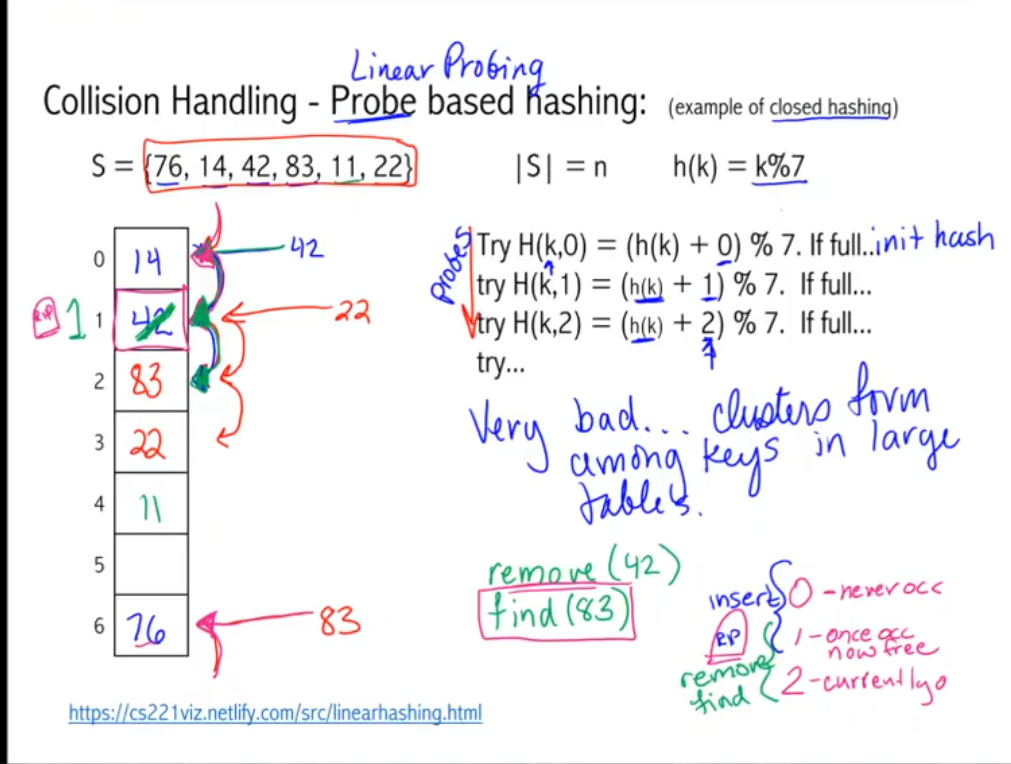 Linear Probing
Collision Handling - Probe based hashing: (example of closed hashing)
S = {76, 14, 42, 83, 11, 22} |S| = n h(k) = k%7
0 14 42
RIP 1 1 42 22
2 83
3 22
4 11
5
6 76 83
Probes
Try H(k,0) = (h(k) + 0) % 7. If full.. init hash
try H(k,1) = (h(k) + 1) % 7. If full...
try H(k,2) = (h(k) + 2) % 7. If full...
try...
Very bad... clusters form
among keys in large
tables.
remove(42)
find(83)
insert 0 - never occ
RIP 1 - once occ
now free
remove 2 - currently o
find
https://cs221viz.netlify.com/src/linearhashing.html